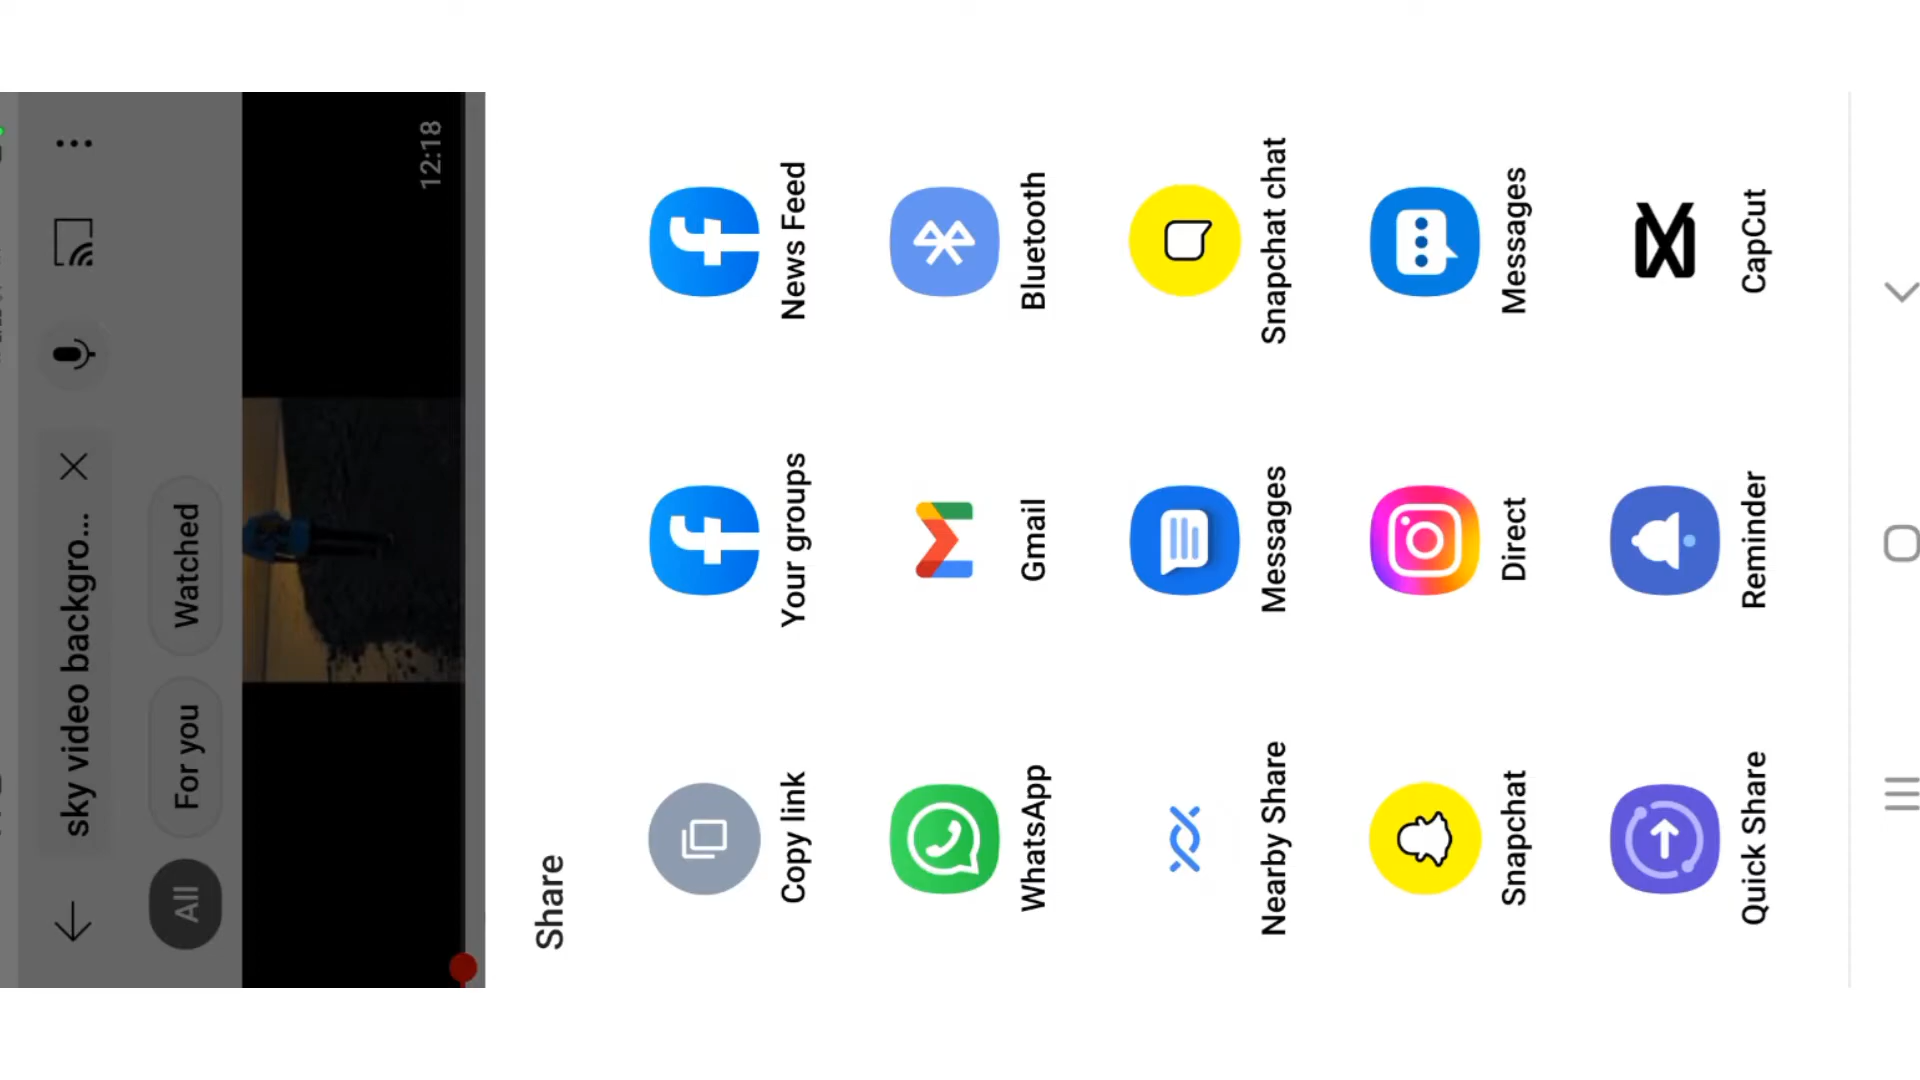 sky video backgro...
All For you Watched
12:18
Share
Copy link Your groups News Feed
WhatsApp Gmail Bluetooth
Nearby Share Messages Snapchat chat
Snapchat Direct Messages
Quick Share Reminder CapCut